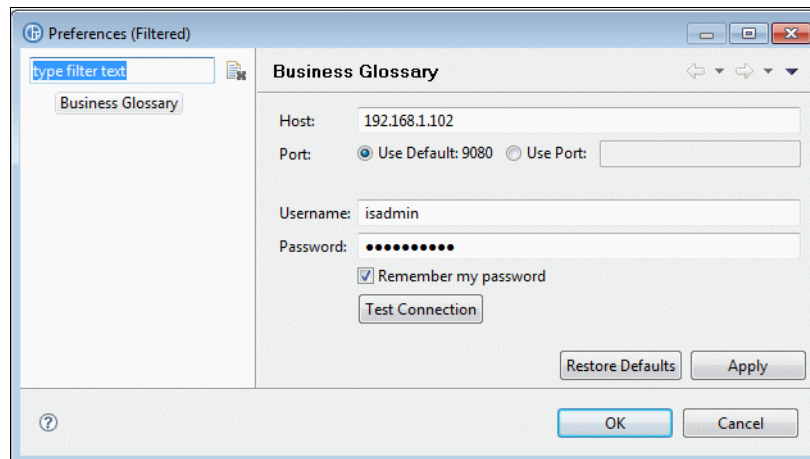 Preferences (Filtered)
type filter text
Business Glossary
Business Glossary
Host: 192.168.1.102
Port: Use Default: 9080 Use Port:
Username: isadmin
Password: ••••••••••
Remember my password
Test Connection
Restore Defaults Apply
OK Cancel